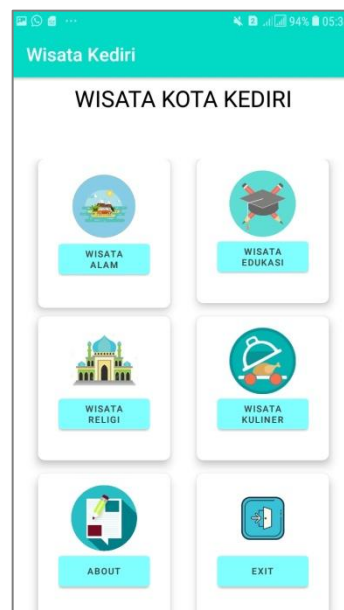 94% 05:3
Wisata Kediri
WISATA KOTA KEDIRI
WISATA
ALAM
WISATA
EDUKASI
WISATA
RELIGI
WISATA
KULINER
ABOUT
EXIT